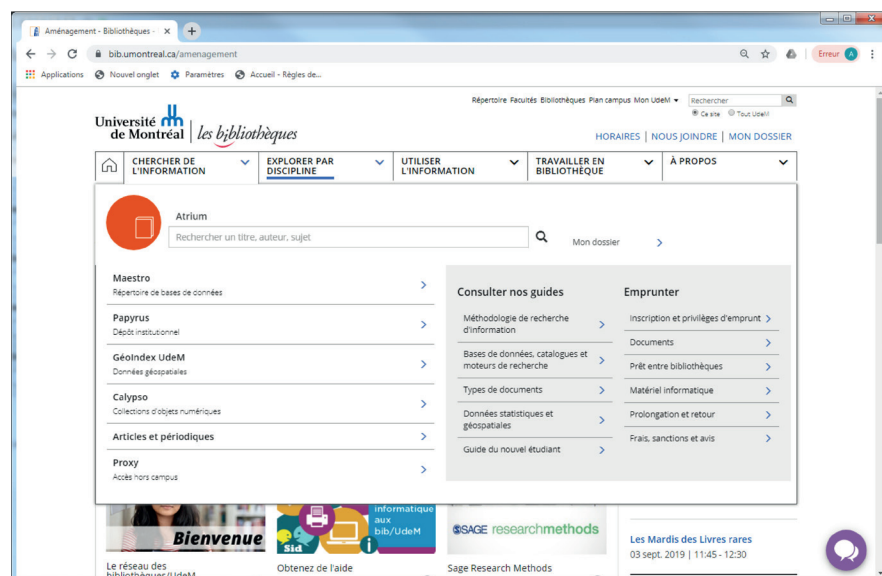 Aménagement - Bibliothèques -
bib.umontreal.ca/amenagement
Erreur A
Applications Nouvel onglet Paramètres Accueil - Règles de...
Répertoire Facultés Bibliothèques Plan campus Mon UdeM
Rechercher
Ce site Tout UdeM
Université
de Montréal
les bibliothèques
HORAIRES | NOUS JOINDRE | MON DOSSIER
CHERCHER DE
L'INFORMATION
EXPLORER PAR
DISCIPLINE
UTILISER
L'INFORMATION
TRAVAILLER EN
BIBLIOTHÈQUE
À PROPOS
Atrium
Rechercher un titre, auteur, sujet
Mon dossier
Maestro
Répertoire de bases de données
Papyrus
Dépôt institutionnel
GéoIndex UdeM
Données géospatiales
Calypso
Collections d'objets numériques
Articles et périodiques
Proxy
Accès hors campus
Consulter nos guides
Méthodologie de recherche
d'information
Bases de données, catalogues et
moteurs de recherche
Types de documents
Données statistiques et
géospatiales
Guide du nouvel étudiant
Emprunter
Inscription et privilèges d'emprunt
Documents
Prêt entre bibliothèques
Matériel informatique
Prolongation et retour
Frais, sanctions et avis
Bienvenue
Sid
informatique
aux
bib/UdeM
SAGE researchmethods
Le réseau des
bibliothèques/UdeM
Obtenez de l'aide
Sage Research Methods
Les Mardis des Livres rares
03 sept. 2019 | 11:45 - 12:30